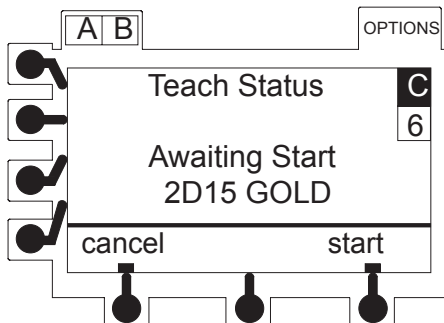 A B
OPTIONS
Teach Status
C
6
Awaiting Start
2D15 GOLD
cancel start